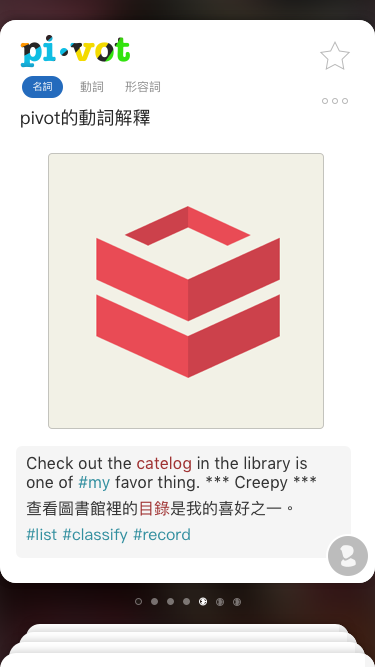 pi·vot
名詞 動詞 形容詞
pivot的動詞解釋
Check out the catelog in the library is
one of #my favor thing. *** Creepy ***
查看圖書館裡的目錄是我的喜好之一。
#list #classify #record